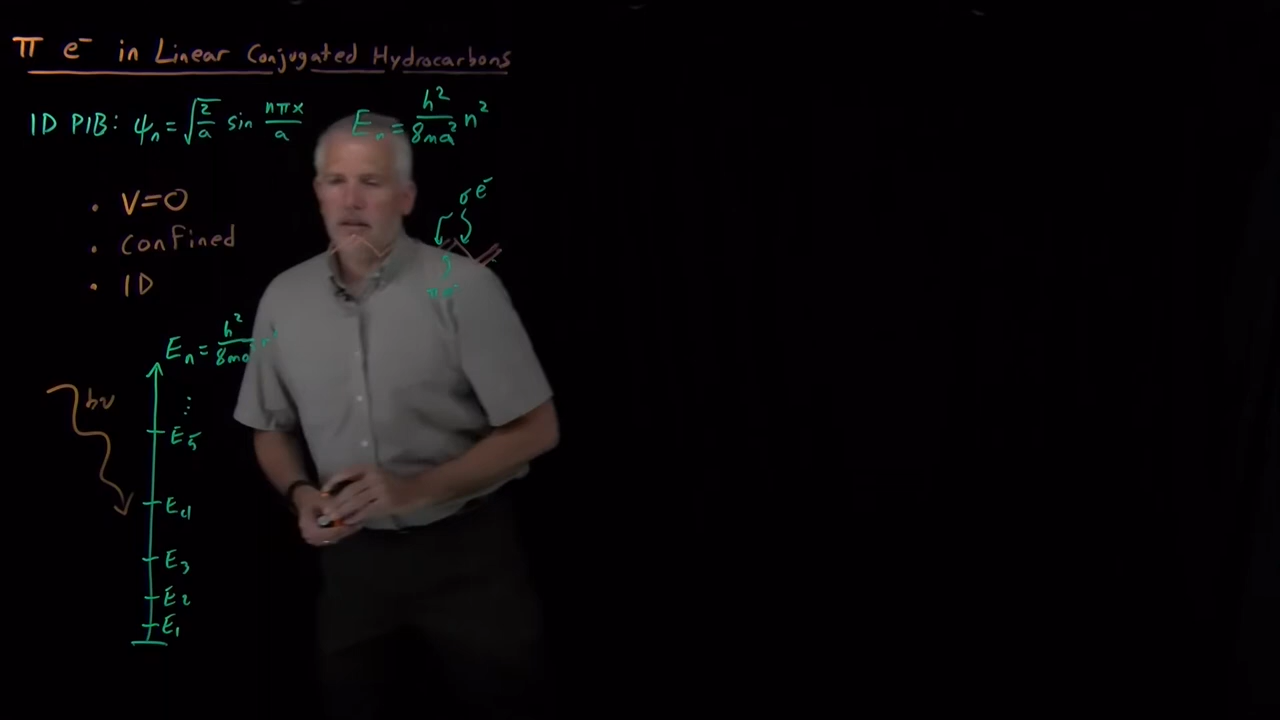 π e⁻ in Linear Conjugated Hydrocarbons
1D PIB: ψₙ = √(2/a) sin nπx/a   Eₙ = h²/8ma² n²
σ e⁻
• V=0
• Confined
• 1D
π e⁻
Eₙ = h²/8ma² n²
hν
⋮
E₅
E₄
E₃
E₂
E₁